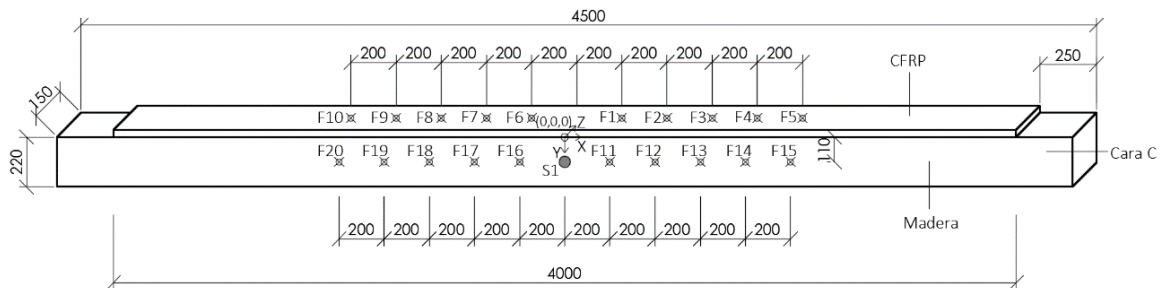 4500
200 200 200 200 200 200 200 200 200 200
250
CFRP
150
F10 F9 F8 F7 F6 (0,0,0) Z F1 F2 F3 F4 F5
X
Y
220
F20 F19 F18 F17 F16 S1 F11 F12 F13 F14 F15
110
Cara C
Madera
200 200 200 200 200 200 200 200 200 200
4000